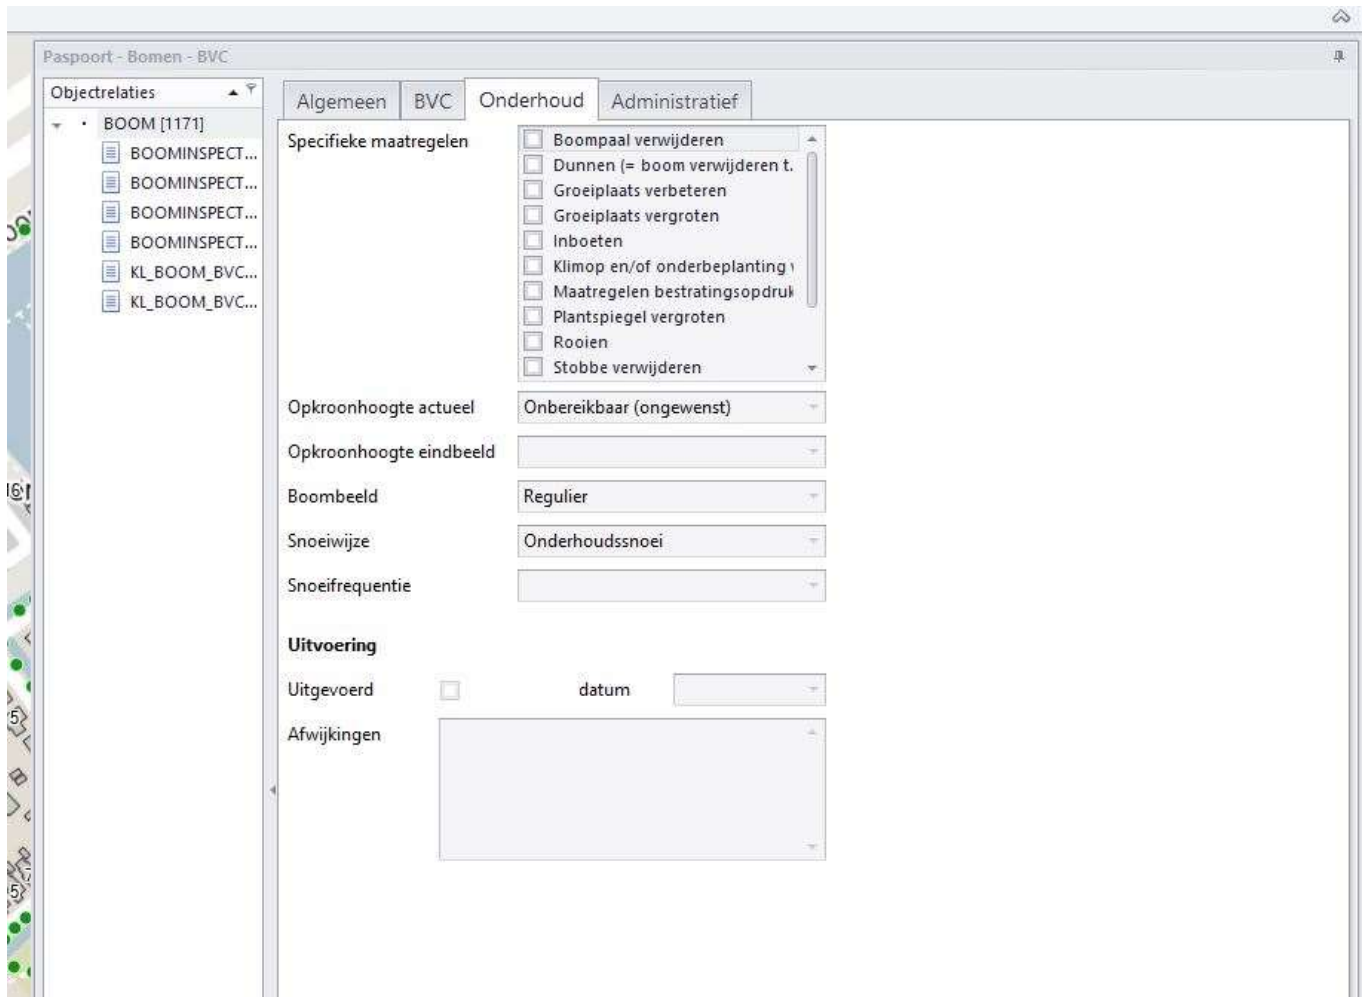 Paspoort - Bomen - BVC
Objectrelaties
BOOM [1171]
BOOMINSPECT...
BOOMINSPECT...
BOOMINSPECT...
BOOMINSPECT...
KL_BOOM_BVC...
KL_BOOM_BVC...
Algemeen BVC Onderhoud Administratief
Specifieke maatregelen
Boompaal verwijderen
Dunnen (= boom verwijderen t.
Groeiplaats verbeteren
Groeiplaats vergroten
Inboeten
Klimop en/of onderbeplanting
Maatregelen bestratingsopdruk
Plantspiegel vergroten
Rooien
Stobbe verwijderen
Opkroonhoogte actueel Onbereikbaar (ongewenst)
Opkroonhoogte eindbeeld
Boombeeld Regulier
Snoeiwijze Onderhoudssnoei
Snoeifrequentie
Uitvoering
Uitgevoerd datum
Afwijkingen